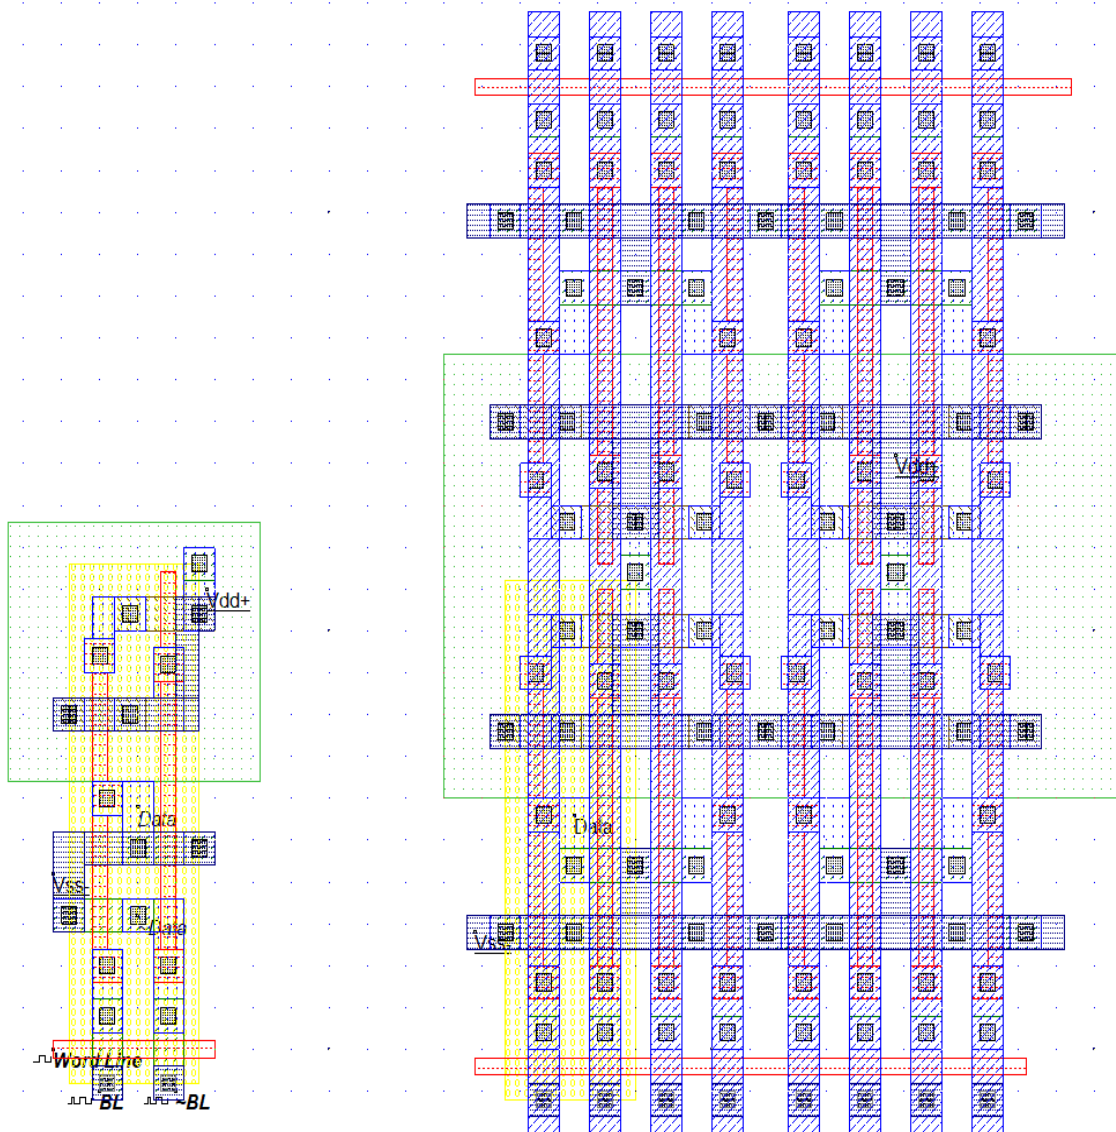 Vdd+
Vdd+
Data
Data
Vss-
~Data
Vss-
Word Line
BL
~BL